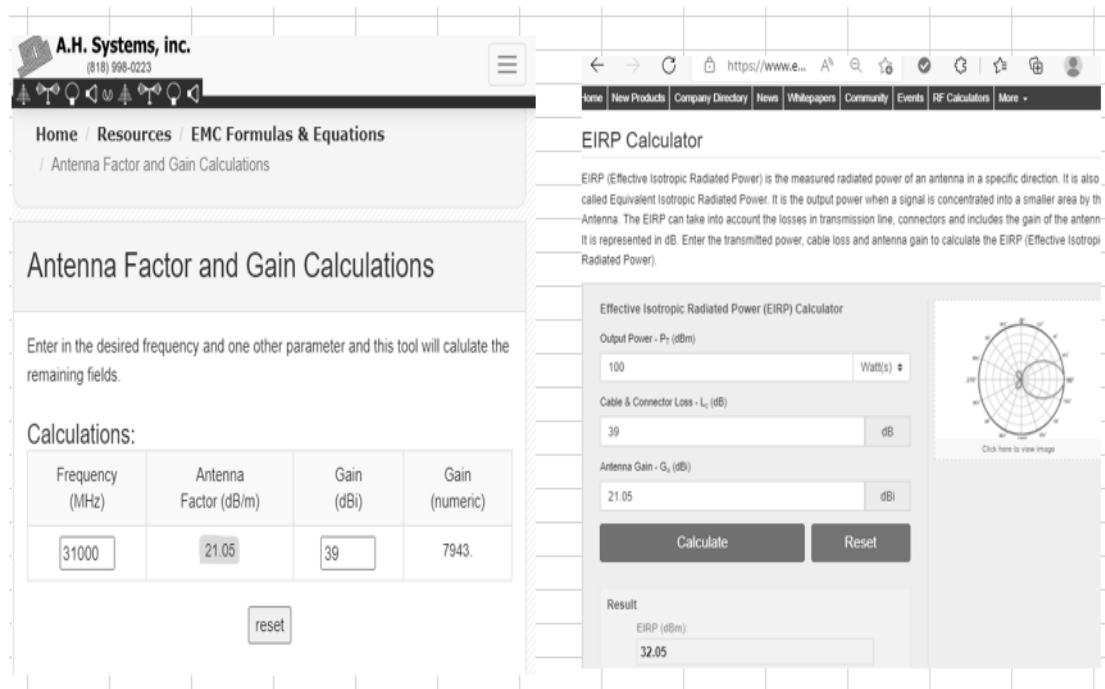 A.H. Systems, inc.
(818) 998-0223
Home / Resources / EMC Formulas & Equations
/ Antenna Factor and Gain Calculations
Antenna Factor and Gain Calculations
Enter in the desired frequency and one other parameter and this tool will calulate the
remaining fields.
Calculations:
Frequency (MHz) Antenna Factor (dB/m) Gain (dBi) Gain (numeric)
31000 21.05 39 7943.
reset
https://www.e...
Home New Products Company Directory News Whitepapers Community Events RF Calculators More
EIRP Calculator
EIRP (Effective Isotropic Radiated Power) is the measured radiated power of an antenna in a specific direction. It is also
called Equivalent Isotropic Radiated Power. It is the output power when a signal is concentrated into a smaller area by th
Antenna. The EIRP can take into account the losses in transmission line, connectors and includes the gain of the antenn
It is represented in dB. Enter the transmitted power, cable loss and antenna gain to calculate the EIRP (Effective Isotropi
Radiated Power).
Effective Isotropic Radiated Power (EIRP) Calculator
Output Power - PT (dBm)
100 Watt(s)
Cable & Connector Loss - Lc (dB)
39 dB
Antenna Gain - Ga (dBi)
21.05 dBi
Calculate Reset
Click here to view image
Result
EIRP (dBm):
32.05